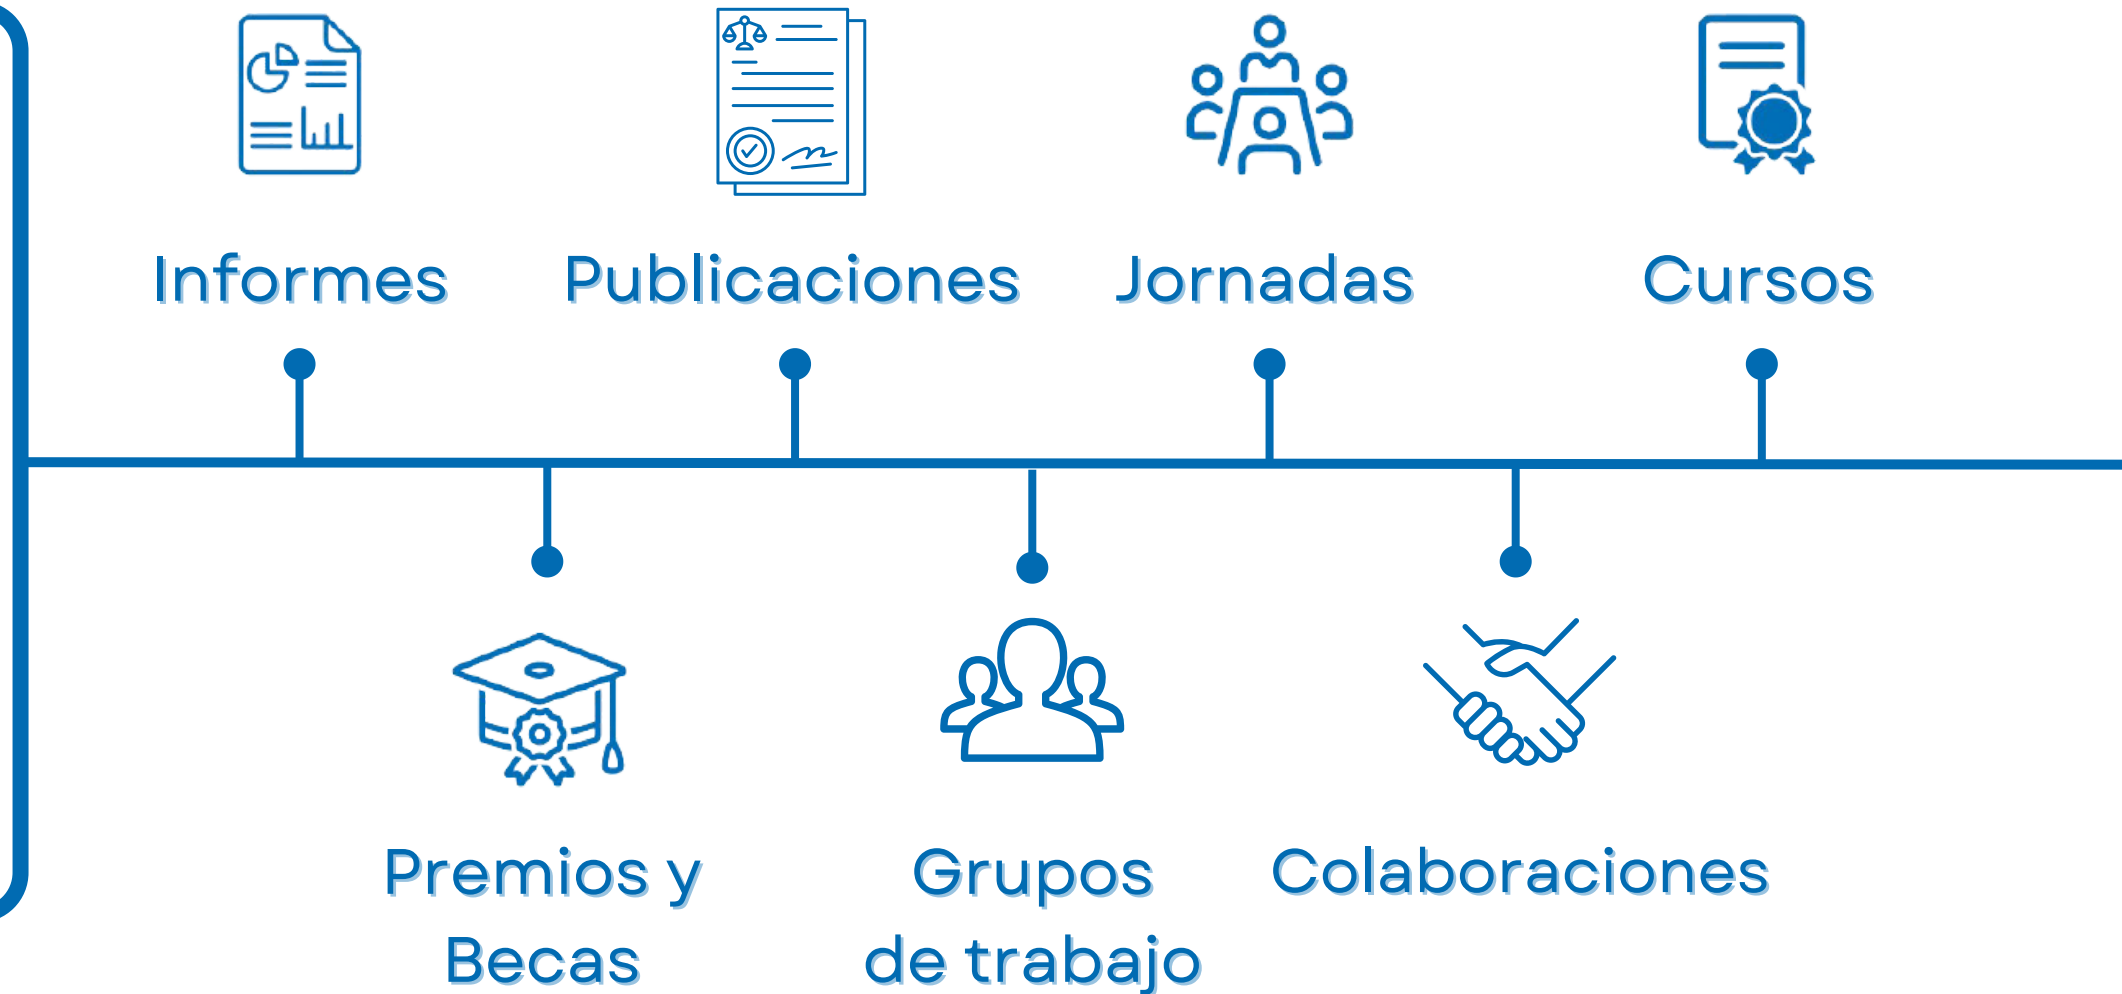 Informes
Publicaciones
Jornadas
Cursos
Premios y
Becas
Grupos
de trabajo
Colaboraciones